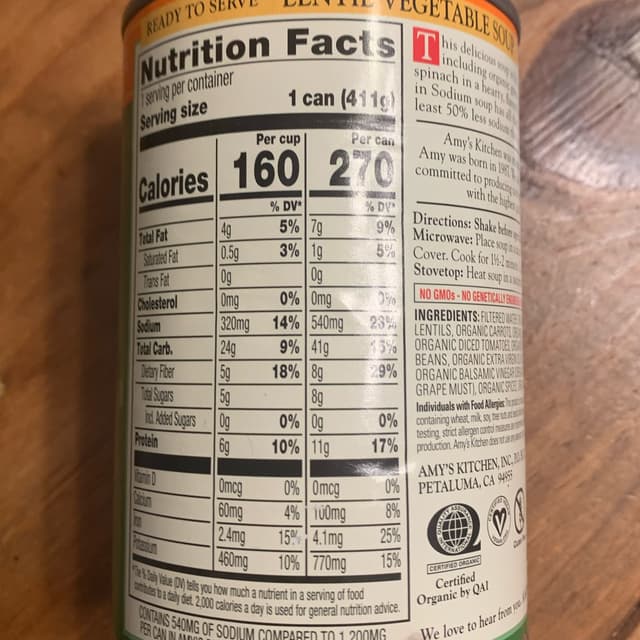 READY TO SERVE LENTIL VEGETABLE SOUP
Nutrition Facts
1 serving per container
Serving size 1 can (411g)
Per cup Per can
Calories 160 270
% DV* % DV*
Total Fat 4g 5% 7g 9%
Saturated Fat 0.5g 3% 1g 5%
Trans Fat 0g 0g
Cholesterol 0mg 0% 0mg 0%
Sodium 320mg 14% 540mg 23%
Total Carb. 24g 9% 41g 15%
Dietary Fiber 5g 18% 8g 29%
Total Sugars 5g 8g
Incl. Added Sugars 0g 0% 0g 0%
Protein 6g 10% 11g 17%
Vitamin D 0mcg 0% 0mcg 0%
Calcium 60mg 4% 100mg 8%
Iron 2.4mg 15% 4.1mg 25%
Potassium 460mg 10% 770mg 15%
*The % Daily Value (DV) tells you how much a nutrient in a serving of food
contributes to a daily diet. 2,000 calories a day is used for general nutrition advice.
CONTAINS 540MG OF SODIUM COMPARED TO 1,200MG
PER CAN IN AMY'S
This delicious soup
including organic
spinach in a hearty
in Sodium soup has
least 50% less sodium
Amy's Kitchen was
Amy was born in 1987.
committed to producing
with the highest
Directions: Shake before
Microwave: Place soup in
Cover. Cook for 1½-2
Stovetop: Heat soup in a
NO GMOs - NO GENETICALLY
INGREDIENTS: FILTERED WATER,
LENTILS, ORGANIC CARROTS,
ORGANIC DICED TOMATOES,
BEANS, ORGANIC EXTRA VIRGIN
ORGANIC BALSAMIC VINEGAR
GRAPE MUST), ORGANIC SPICES,
Individuals with Food Allergies: This
containing wheat, milk, soy, tree nuts and
testing, strict allergen control measures
production. Amy's Kitchen does not use any
AMY'S KITCHEN, INC.
PETALUMA, CA 94955
CERTIFIED ORGANIC
Certified
Organic by QAI
We love to hear from you.